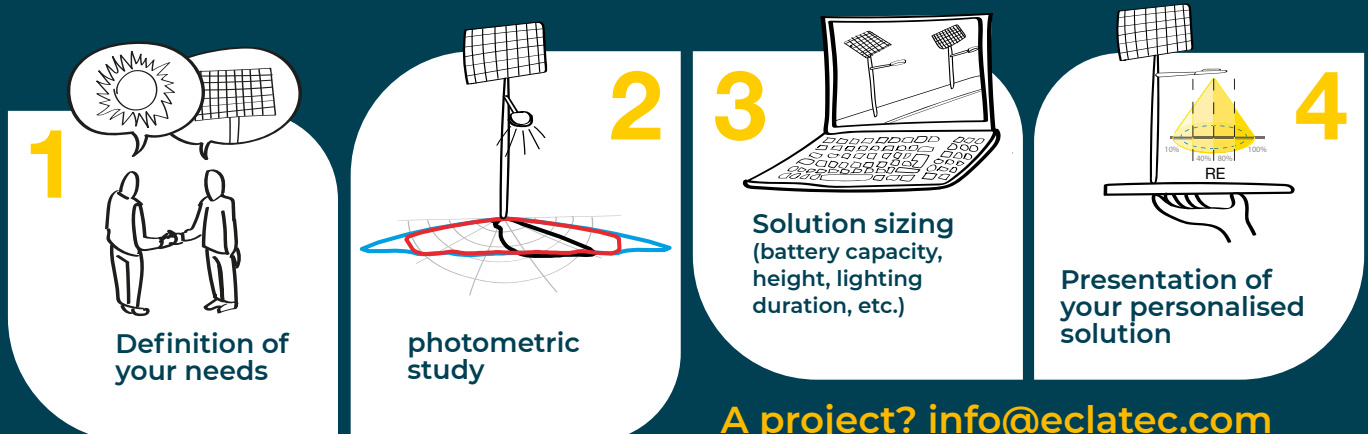 1
Definition of
your needs
2
photometric
study
3
Solution sizing
(battery capacity,
height, lighting
duration, etc.)
4
10%
40%
80%
100%
RE
Presentation of
your personalised
solution
A project? info@eclatec.com